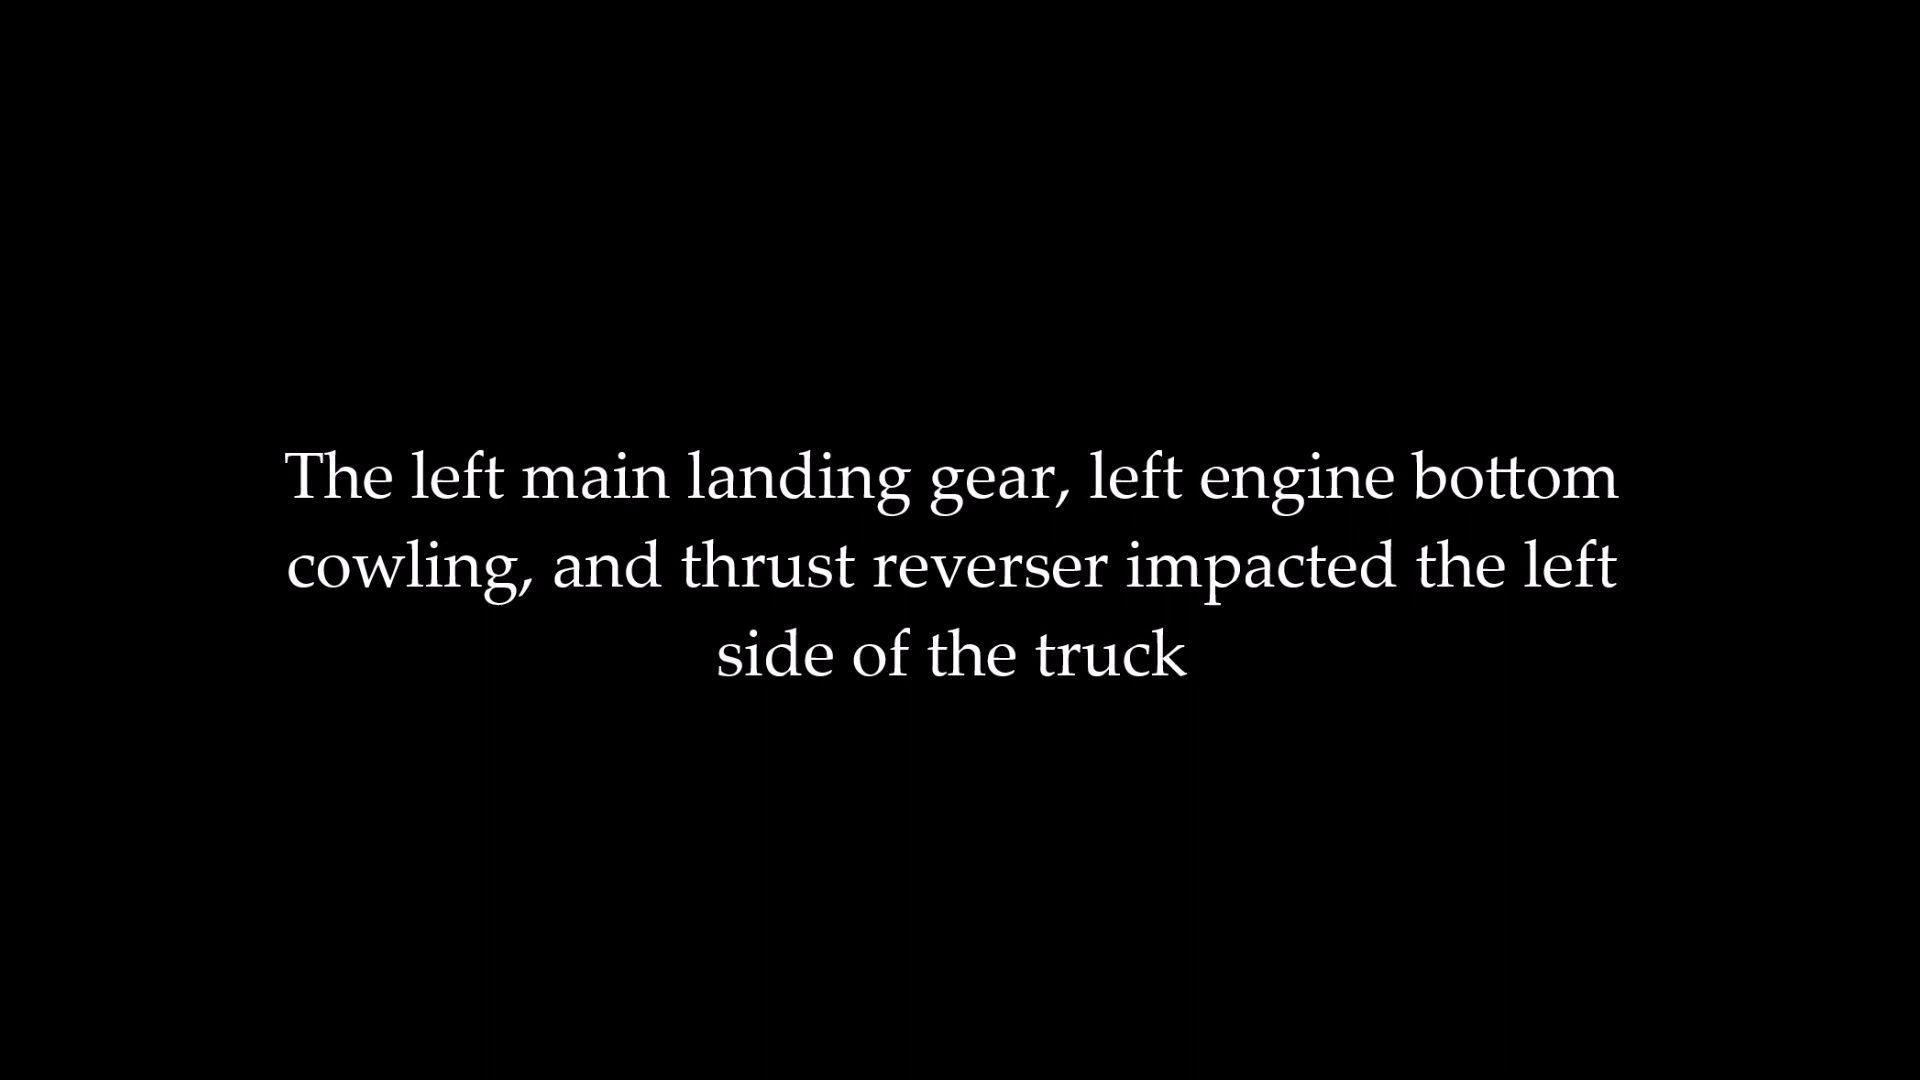 The left main landing gear, left engine bottom
cowling, and thrust reverser impacted the left
side of the truck